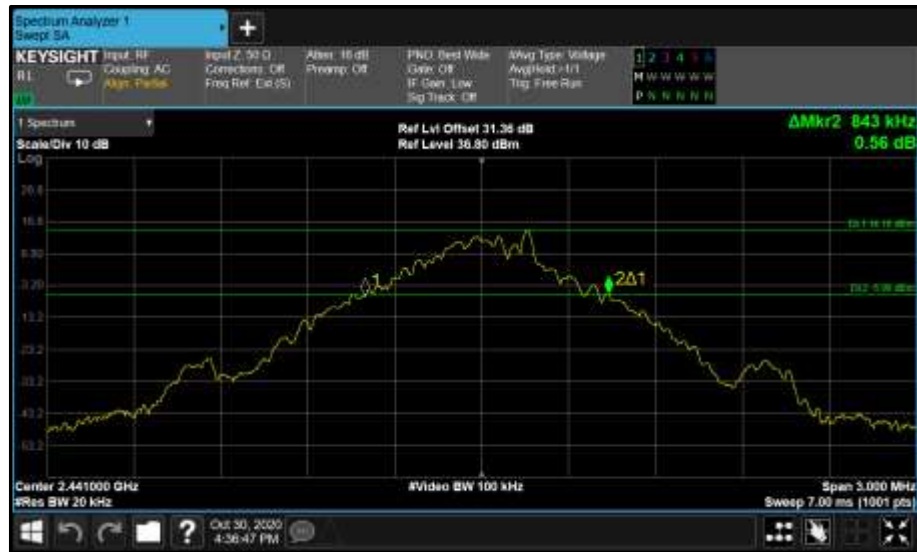 Spectrum Analyzer 1
Swept SA
+
KEYSIGHT
Input: RF
Coupling: AC
Align: Partial
Input Z: 50 Ω
Corrections: Off
Freq Ref: Ext (S)
Atten: 16 dB
Preamp: Off
PNO: Best Wide
Gate: Off
IF Gain: Low
Sig Track: Off
#Avg Type: Voltage
Avg|Hold:>1/1
Trig: Free Run
1 2 3 4 5 6
M W W W W W
P N N N N N
1 Spectrum
Scale/Div 10 dB
Ref Lvl Offset 31.36 dB
Ref Level 36.80 dBm
ΔMkr2 843 kHz
0.56 dB
Log
26.8
16.8
6.80
-3.20
-13.2
-23.2
-33.2
-43.2
-53.2
1
2Δ1
Center 2.441000 GHz
#Res BW 20 kHz
#Video BW 100 kHz
Span 3.000 MHz
Sweep 7.00 ms (1001 pts)
?
Oct 30, 2020
4:36:47 PM